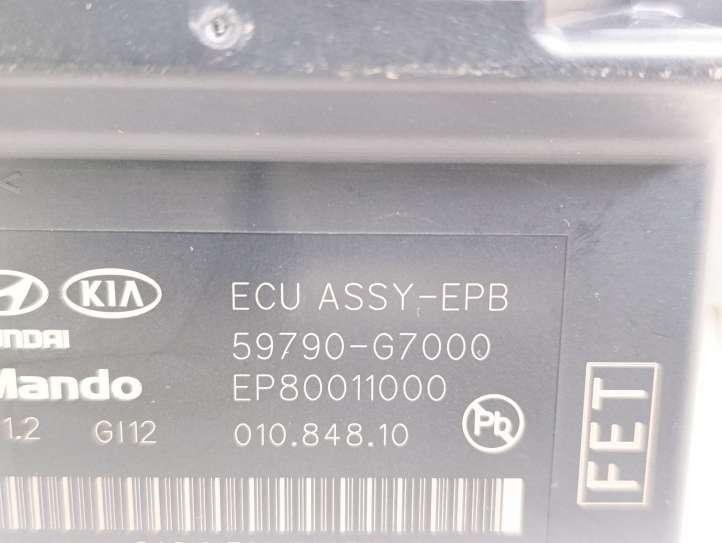 KIA ECU ASSY-EPB
59790-G7000
Mando EP80011000
1.2 GI12 010.848.10 Pb
FET